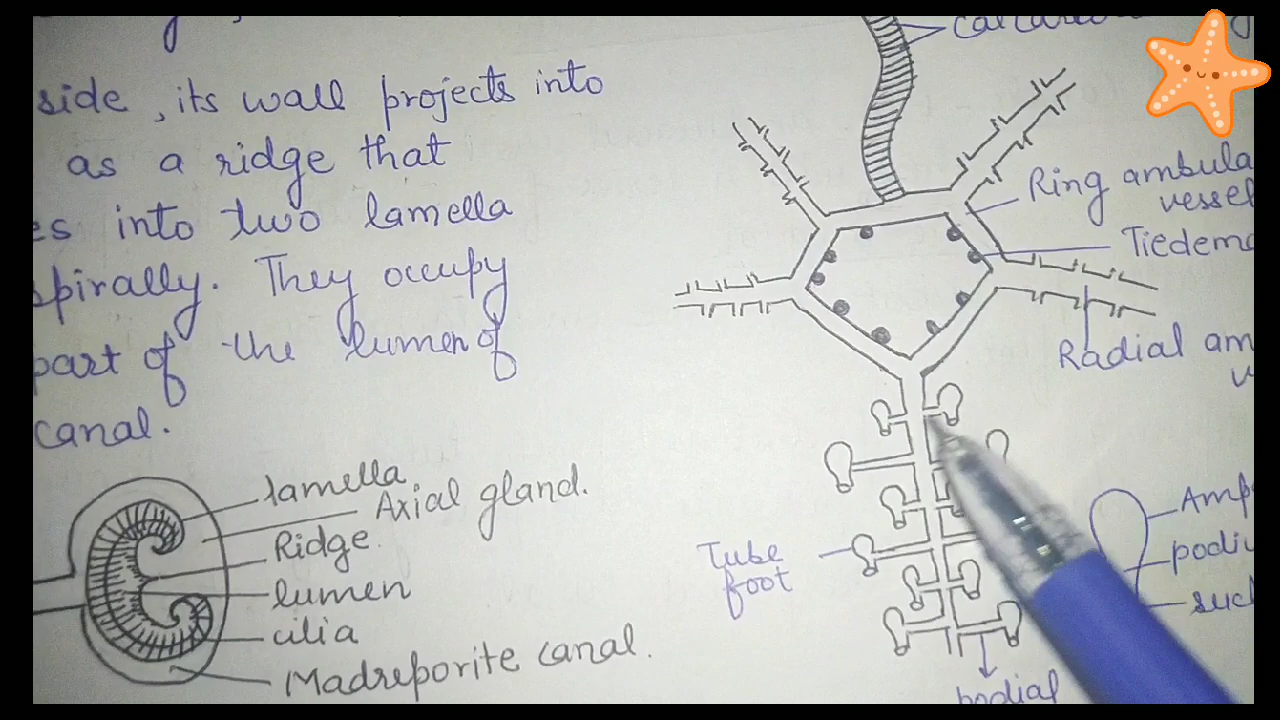 side, its wall projects into
as a ridge that
es into two lamella
spirally. They occupy
part of the lumen of
canal.
lamella
Axial gland.
Ridge.
lumen
cilia
Madreporite canal.
Ring ambula
vessel
Tiedema
Radial am
Tube
foot
Amp
podiu
suc
podial